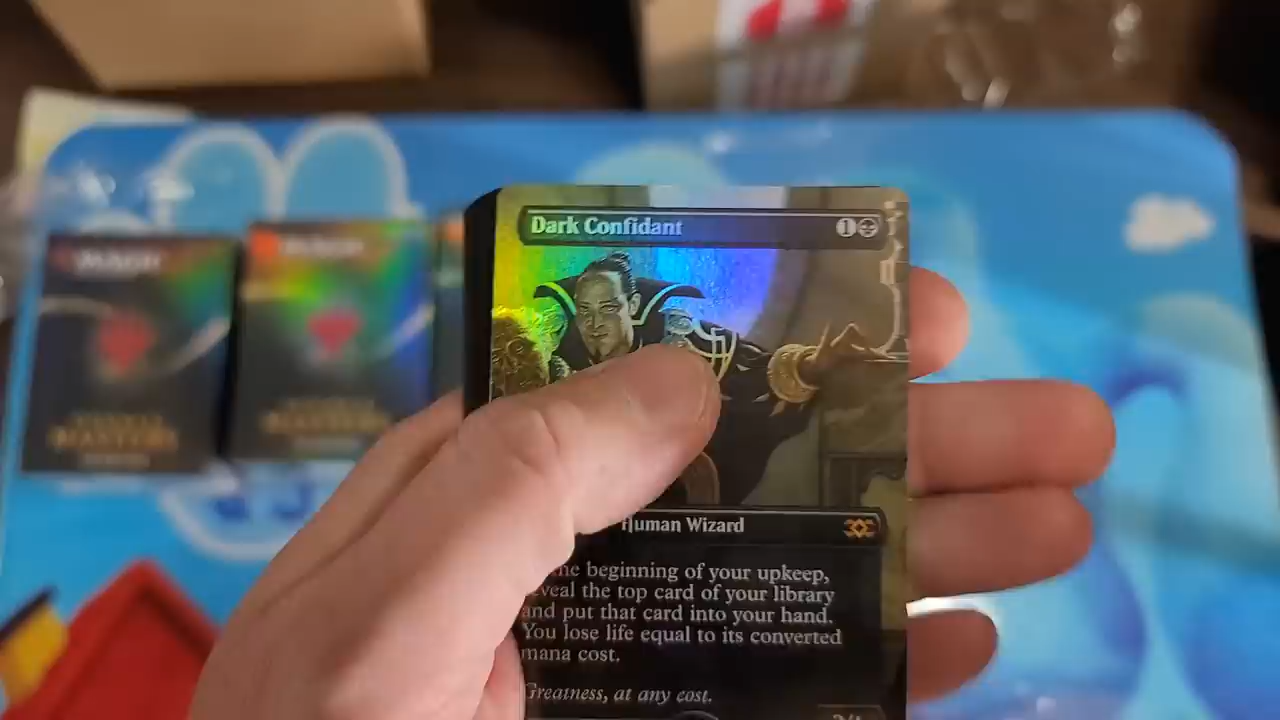 Dark Confidant 1
Human Wizard
he beginning of your upkeep,
eveal the top card of your library
and put that card into your hand.
You lose life equal to its converted
mana cost.
Greatness, at any cost.